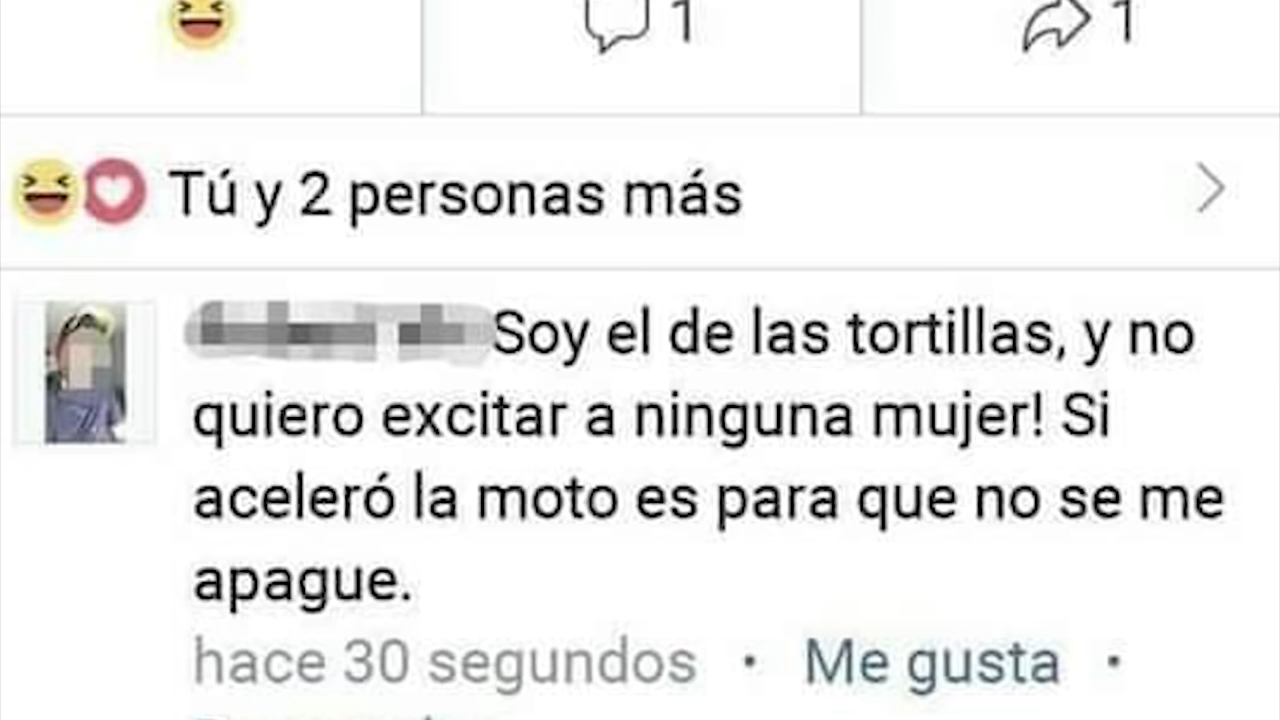 1
1
Tú y 2 personas más
Soy el de las tortillas, y no
quiero excitar a ninguna mujer! Si
aceleró la moto es para que no se me
apague.
hace 30 segundos · Me gusta ·